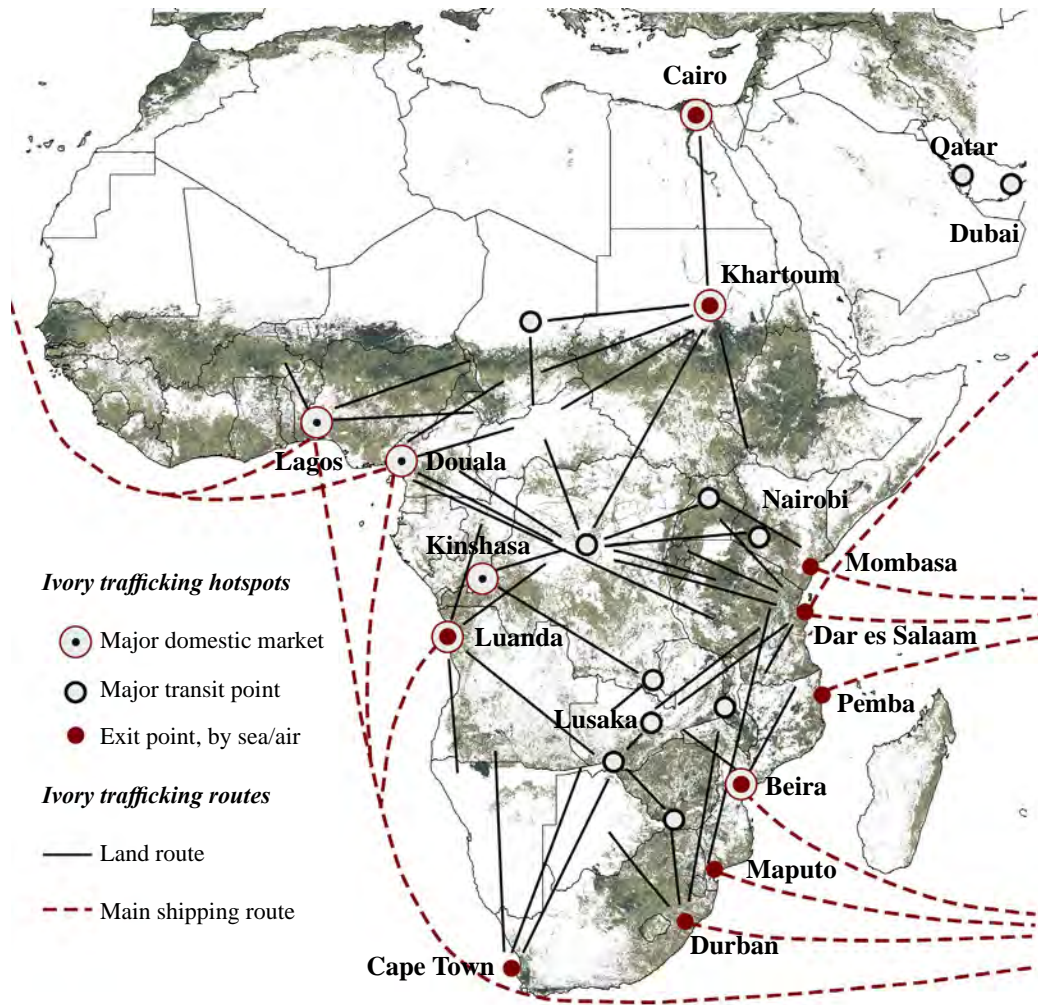 Cairo
Qatar
Dubai
Khartoum
Lagos
Douala
Nairobi
Kinshasa
Mombasa
Ivory trafficking hotspots
Major domestic market
Luanda
Dar es Salaam
Major transit point
Pemba
Lusaka
Exit point, by sea/air
Beira
Ivory trafficking routes
Land route
Maputo
Main shipping route
Durban
Cape Town